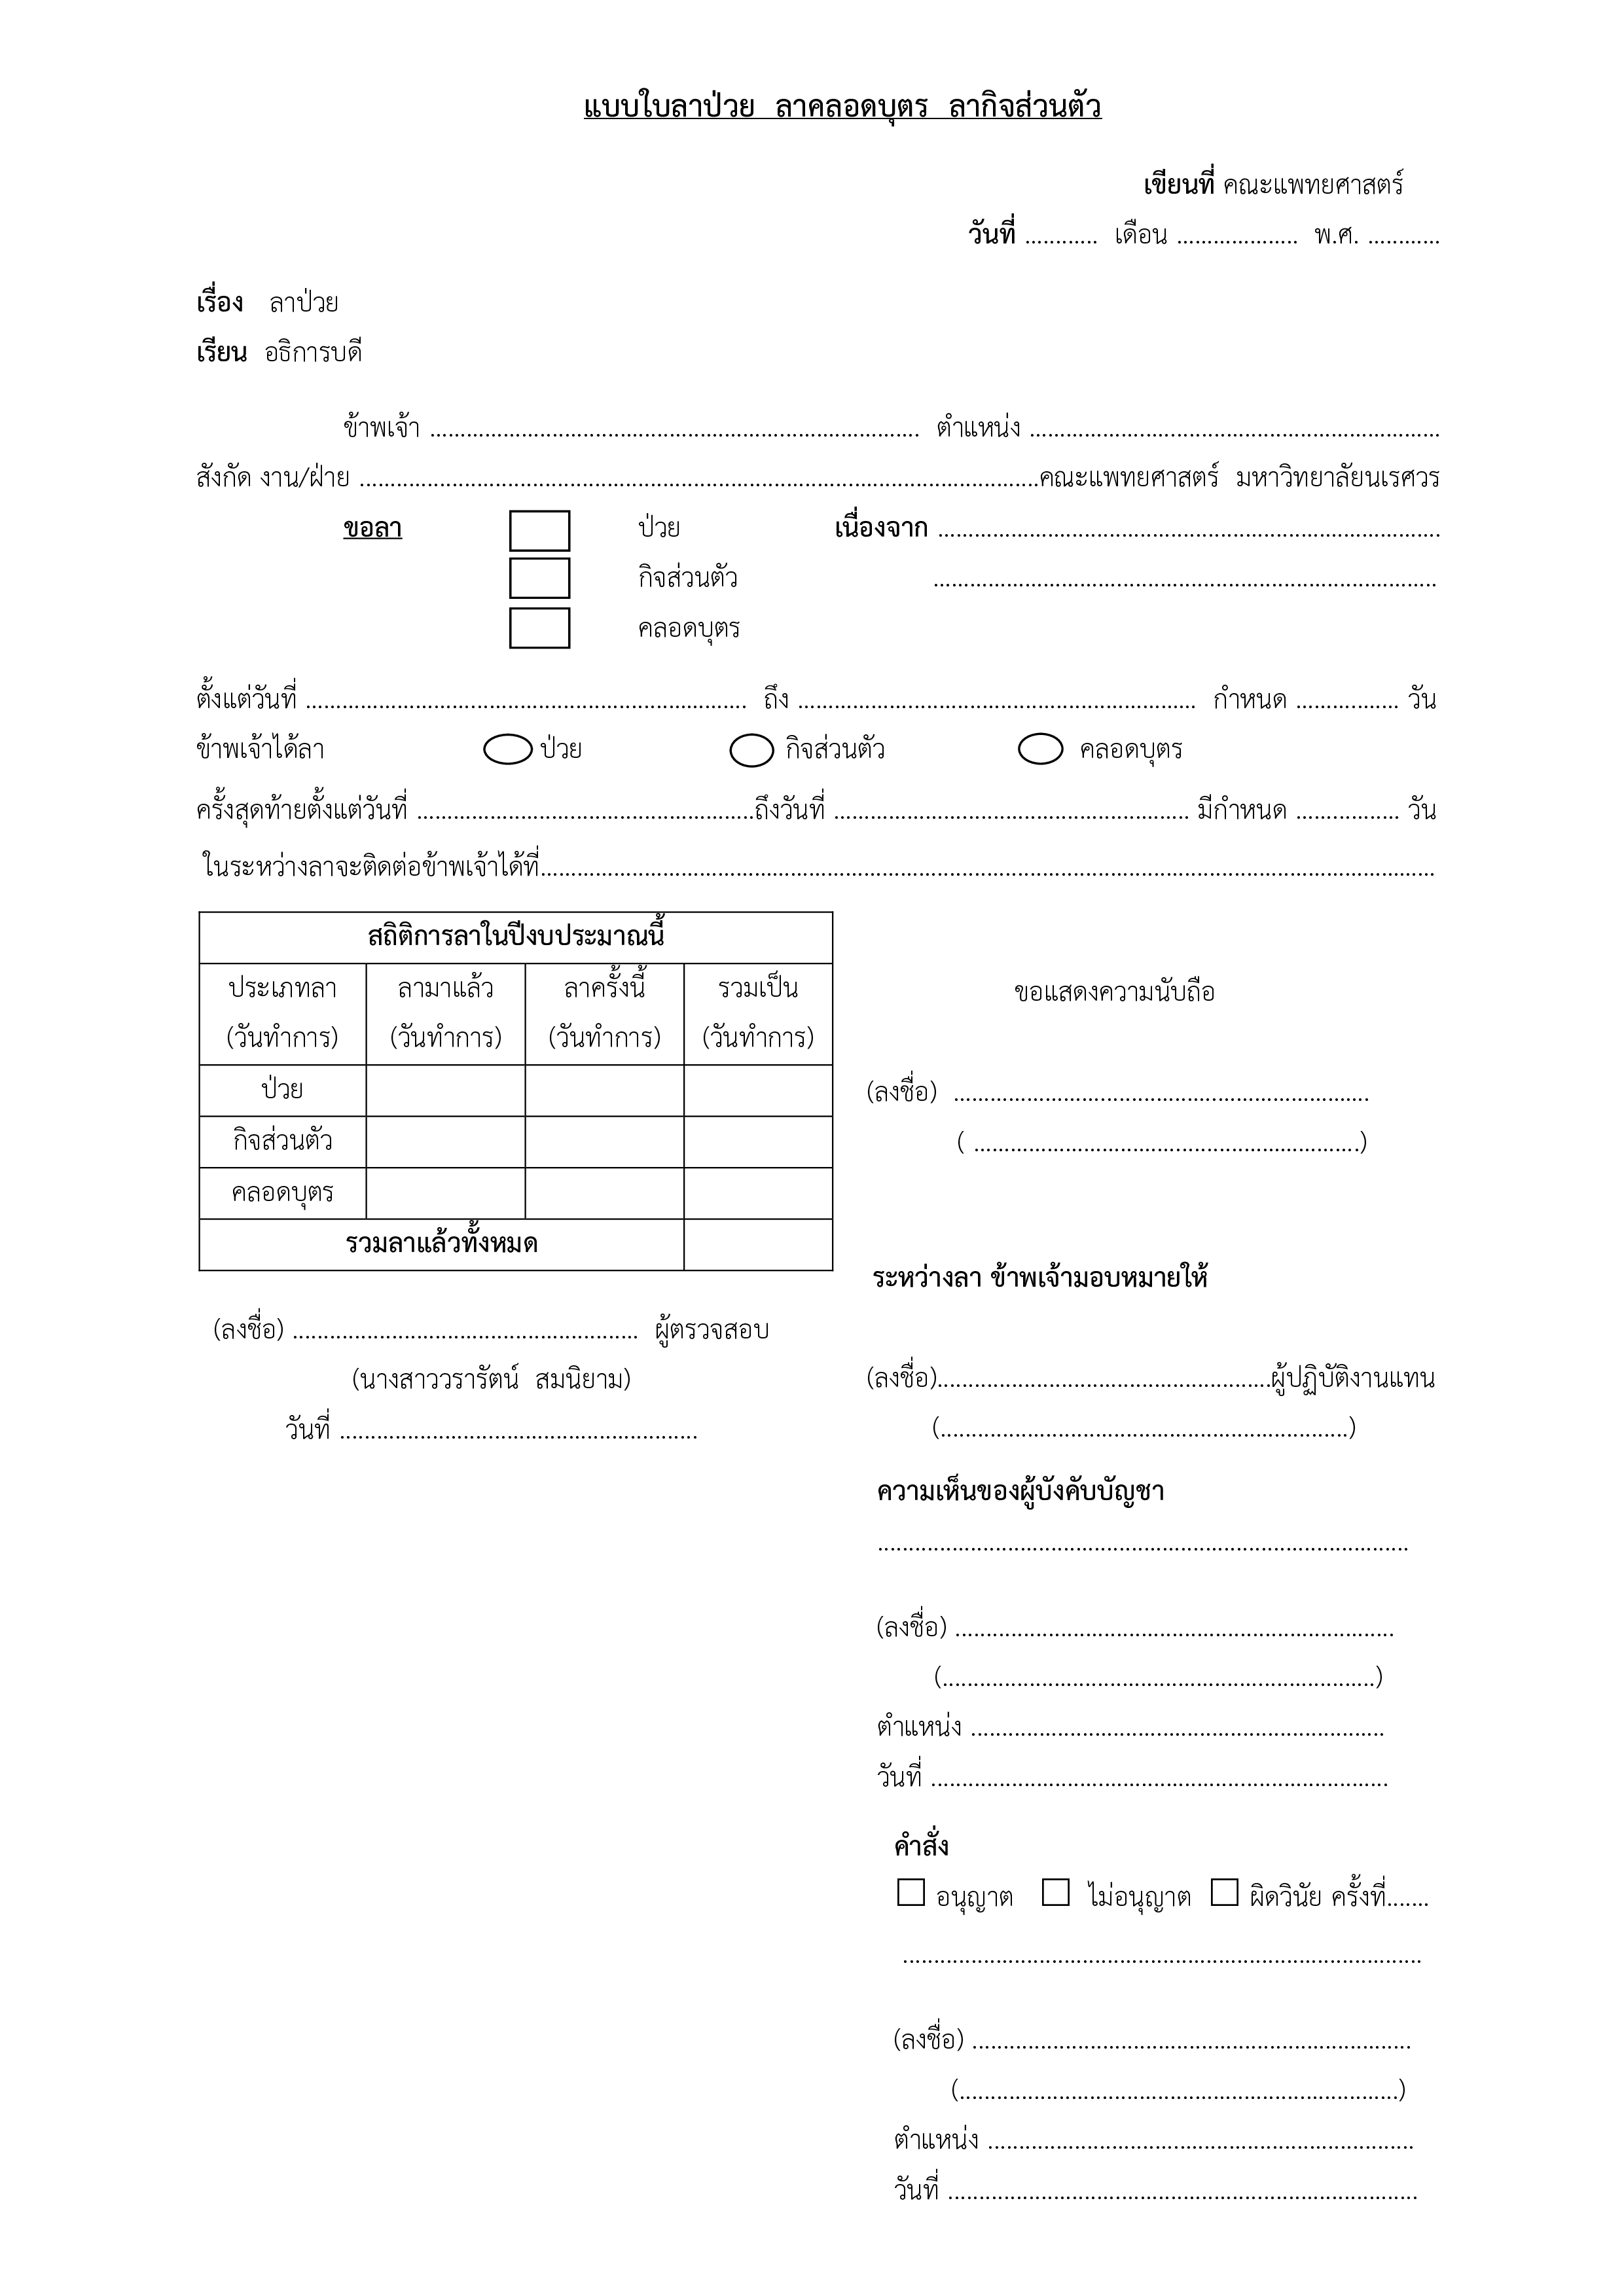 แบบใบลาป่วย ลาคลอดบุตร ลากิจส่วนตัว
เขียนที่ คณะแพทยศาสตร์
วันที่ ............ เดือน .................... พ.ศ. ............
เรื่อง ลาป่วย
เรียน อธิการบดี
ข้าพเจ้า ................................................................................ ตำแหน่ง ...................................................................
สังกัด งาน/ฝ่าย ...............................................................................................................คณะแพทยศาสตร์ มหาวิทยาลัยนเรศวร
ขอลา ป่วย เนื่องจาก ..................................................................................
กิจส่วนตัว ..................................................................................
คลอดบุตร
ตั้งแต่วันที่ ........................................................................ ถึง ................................................................. กำหนด ................. วัน
ข้าพเจ้าได้ลา ป่วย กิจส่วนตัว คลอดบุตร
ครั้งสุดท้ายตั้งแต่วันที่ .......................................................ถึงวันที่ .......................................................... มีกำหนด ................. วัน
ในระหว่างลาจะติดต่อข้าพเจ้าได้ที่..................................................................................................................................................
สถิติการลาในปีงบประมาณนี้
ประเภทลา ลามาแล้ว ลาครั้งนี้ รวมเป็น
(วันทำการ) (วันทำการ) (วันทำการ) (วันทำการ)
ป่วย
กิจส่วนตัว
คลอดบุตร
รวมลาแล้วทั้งหมด
(ลงชื่อ) ........................................................ ผู้ตรวจสอบ
(นางสาววรารัตน์ สมนิยาม)
วันที่ ..........................................................
ขอแสดงความนับถือ
(ลงชื่อ) ....................................................................
( ...............................................................)
ระหว่างลา ข้าพเจ้ามอบหมายให้
(ลงชื่อ)......................................................ผู้ปฏิบัติงานแทน
(..................................................................)
ความเห็นของผู้บังคับบัญชา
......................................................................................
(ลงชื่อ) .......................................................................
(......................................................................)
ตำแหน่ง ...................................................................
วันที่ ..........................................................................
คำสั่ง
อนุญาต ไม่อนุญาต ผิดวินัย ครั้งที่.......
....................................................................................
(ลงชื่อ) .......................................................................
(.......................................................................)
ตำแหน่ง .....................................................................
วันที่ ............................................................................